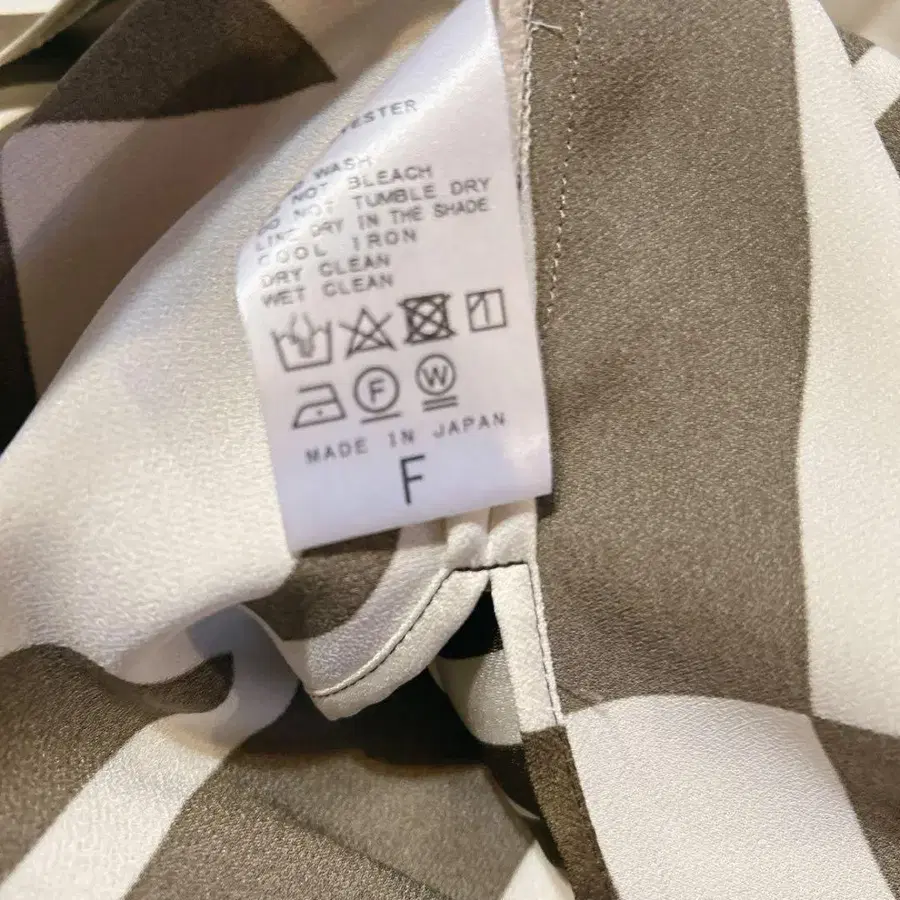 WASH
DO NOT BLEACH
DO NOT TUMBLE DRY
LINE DRY IN THE SHADE
COOL IRON
DRY CLEAN
WET CLEAN
F W
MADE IN JAPAN
F